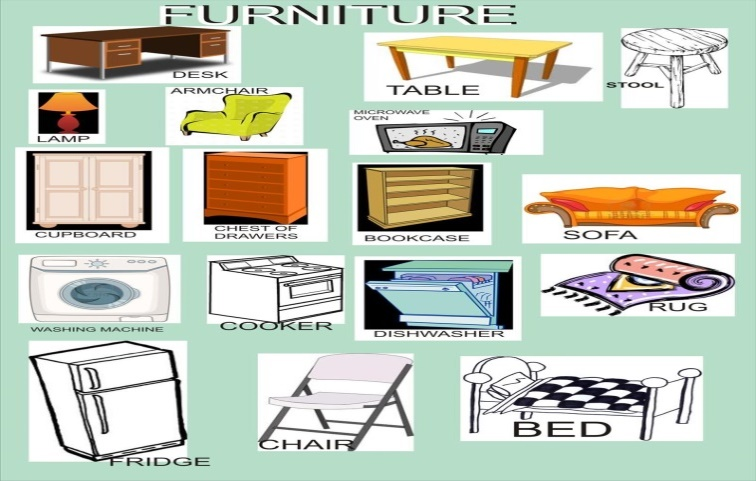 FURNITURE
DESK
TABLE
STOOL
LAMP
ARMCHAIR
MICROWAVE
OVEN
CUPBOARD
CHEST OF
DRAWERS
BOOKCASE
SOFA
WASHING MACHINE
COOKER
DISHWASHER
RUG
FRIDGE
CHAIR
BED